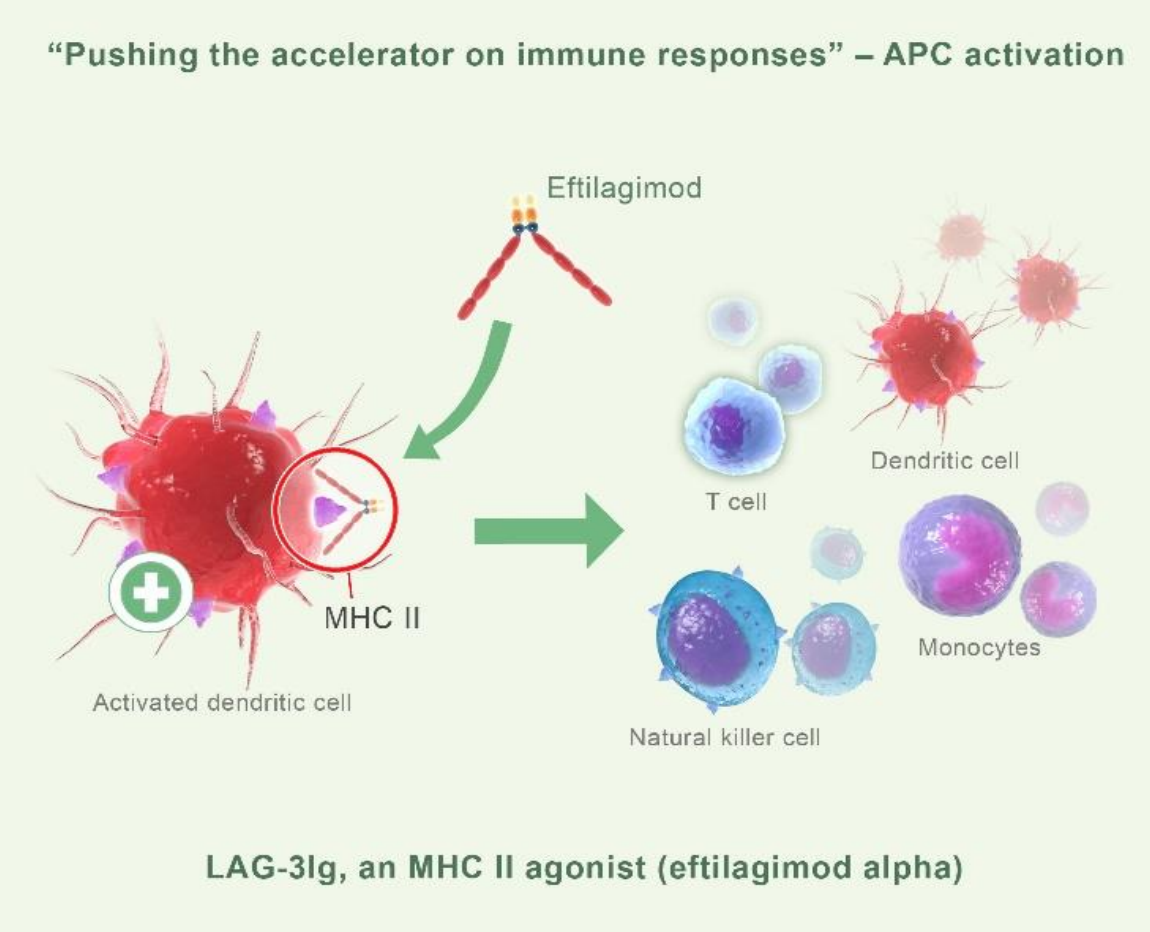 “Pushing the accelerator on immune responses” – APC activation
Eftilagimod
Dendritic cell
T cell
MHC II
Monocytes
Activated dendritic cell
Natural killer cell
LAG-3Ig, an MHC II agonist (eftilagimod alpha)